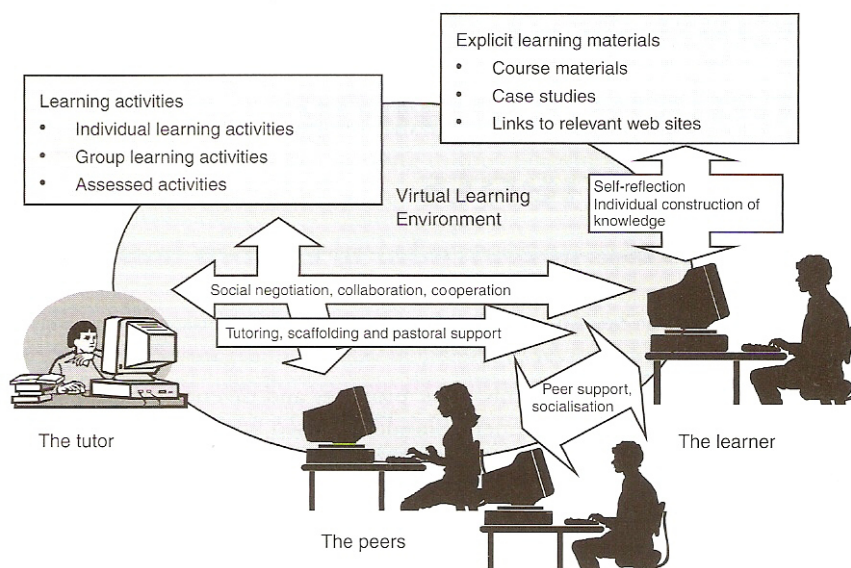 Explicit learning materials
• Course materials
• Case studies
• Links to relevant web sites
Learning activities
• Individual learning activities
• Group learning activities
• Assessed activities
Virtual Learning
Environment
Self-reflection
Individual construction of
knowledge
Social negotiation, collaboration, cooperation
Tutoring, scaffolding and pastoral support
Peer support,
socialisation
The tutor
The learner
The peers